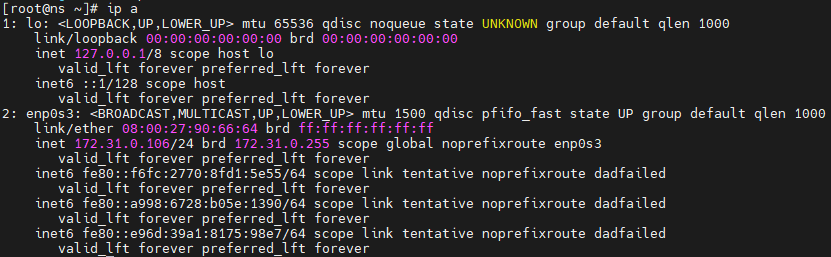 [root@ns ~]# ip a
1: lo: <LOOPBACK,UP,LOWER_UP> mtu 65536 qdisc noqueue state UNKNOWN group default qlen 1000
    link/loopback 00:00:00:00:00:00 brd 00:00:00:00:00:00
    inet 127.0.0.1/8 scope host lo
       valid_lft forever preferred_lft forever
    inet6 ::1/128 scope host
       valid_lft forever preferred_lft forever
2: enp0s3: <BROADCAST,MULTICAST,UP,LOWER_UP> mtu 1500 qdisc pfifo_fast state UP group default qlen 1000
    link/ether 08:00:27:90:66:64 brd ff:ff:ff:ff:ff:ff
    inet 172.31.0.106/24 brd 172.31.0.255 scope global noprefixroute enp0s3
       valid_lft forever preferred_lft forever
    inet6 fe80::f6fc:2770:8fd1:5e55/64 scope link tentative noprefixroute dadfailed
       valid_lft forever preferred_lft forever
    inet6 fe80::a998:6728:b05e:1390/64 scope link tentative noprefixroute dadfailed
       valid_lft forever preferred_lft forever
    inet6 fe80::e96d:39a1:8175:98e7/64 scope link tentative noprefixroute dadfailed
       valid_lft forever preferred_lft forever